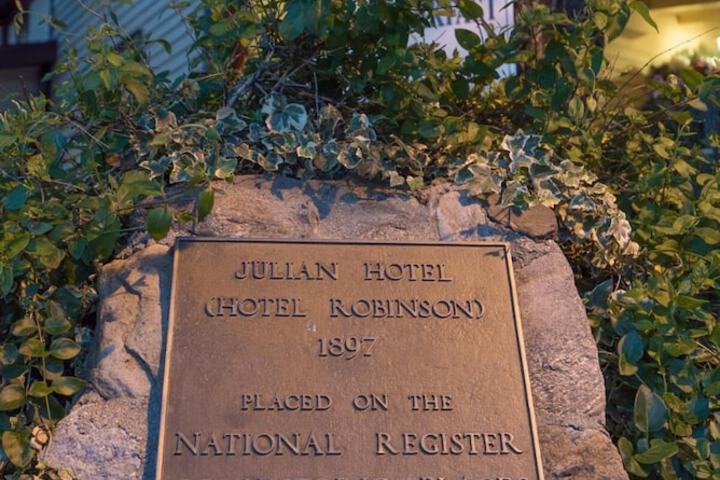 JULIAN HOTEL
(HOTEL ROBINSON)
1897
PLACED ON THE
NATIONAL REGISTER